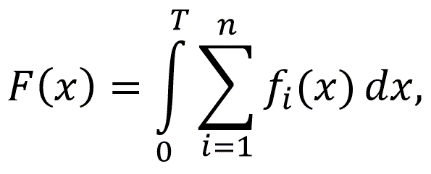 F(x) = ∫₀ᵀ ∑ᵢ₌₁ⁿ fᵢ(x) dx,